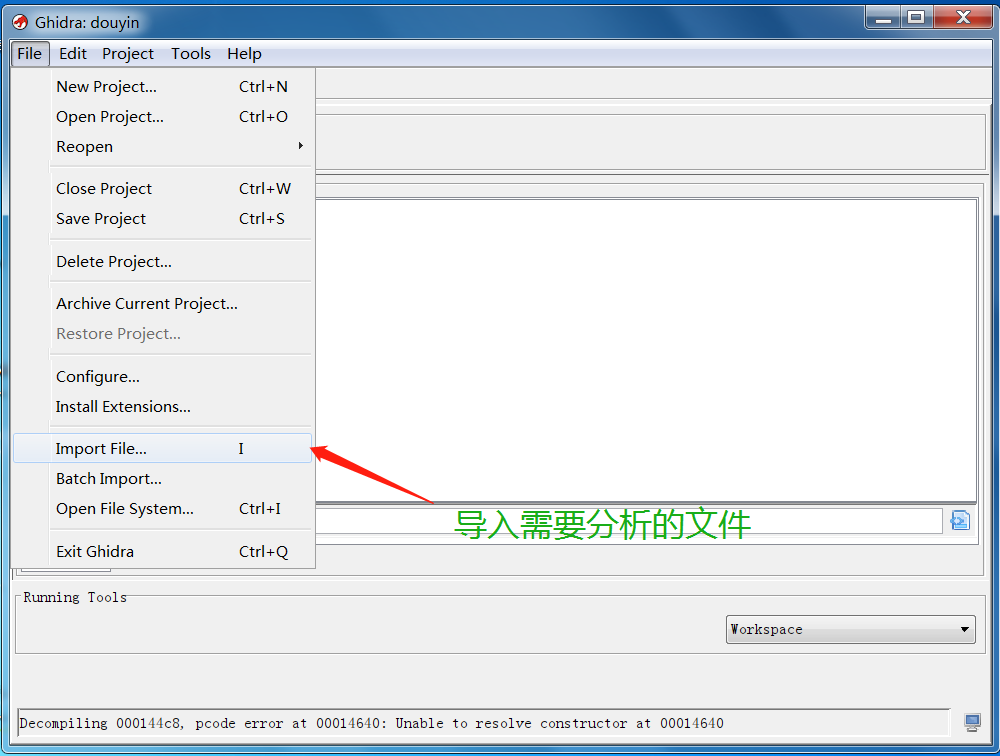 Ghidra: douyin
File Edit Project Tools Help
New Project... Ctrl+N
Open Project... Ctrl+O
Reopen
Close Project Ctrl+W
Save Project Ctrl+S
Delete Project...
Archive Current Project...
Restore Project...
Configure...
Install Extensions...
Import File... I
Batch Import...
Open File System... Ctrl+I
导入需要分析的文件
Exit Ghidra Ctrl+Q
Running Tools
Workspace
Decompiling 000144c8, pcode error at 00014640: Unable to resolve constructor at 00014640